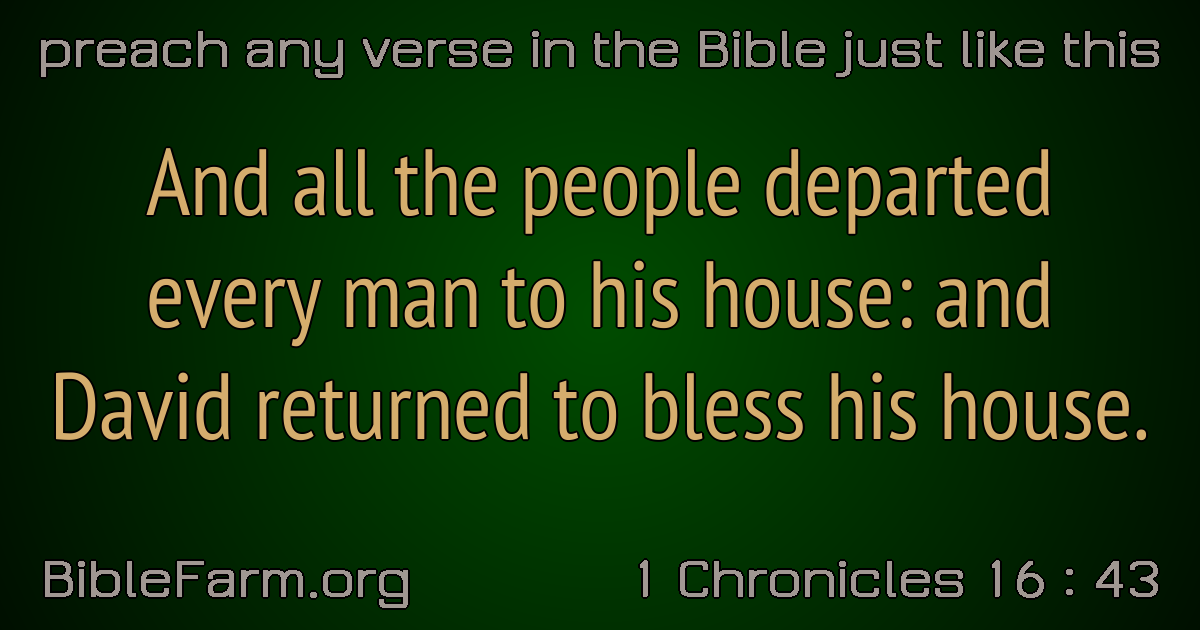 preach any verse in the Bible just like this
And all the people departed
every man to his house: and
David returned to bless his house.
BibleFarm.org
1 Chronicles 16 : 43